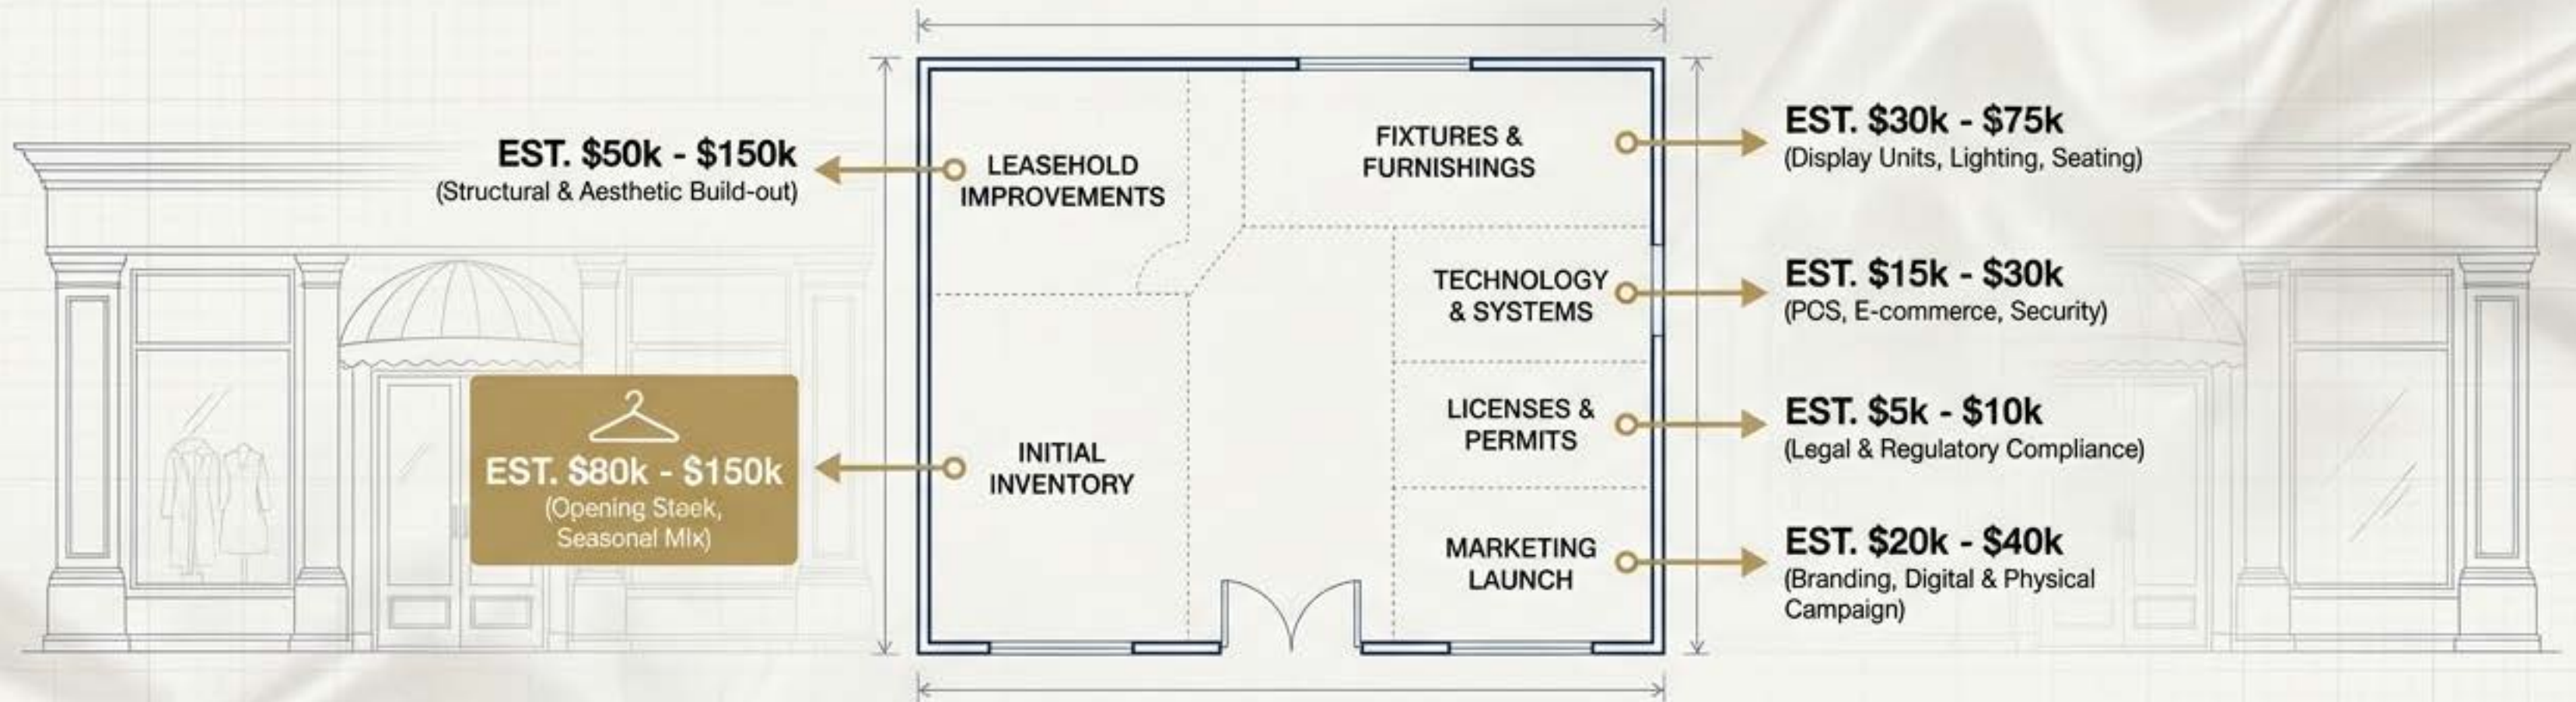 EST. $50k - $150k
(Structural & Aesthetic Build-out)
LEASEHOLD
IMPROVEMENTS
FIXTURES &
FURNISHINGS
EST. $30k - $75k
(Display Units, Lighting, Seating)
TECHNOLOGY
& SYSTEMS
EST. $15k - $30k
(POS, E-commerce, Security)
EST. $80k - $150k
(Opening Steek,
Seasonel Mlx)
INITIAL
INVENTORY
LICENSES &
PERMITS
EST. $5k - $10k
(Legal & Regulatory Compliance)
MARKETING
LAUNCH
EST. $20k - $40k
(Branding, Digital & Physical
Campaign)